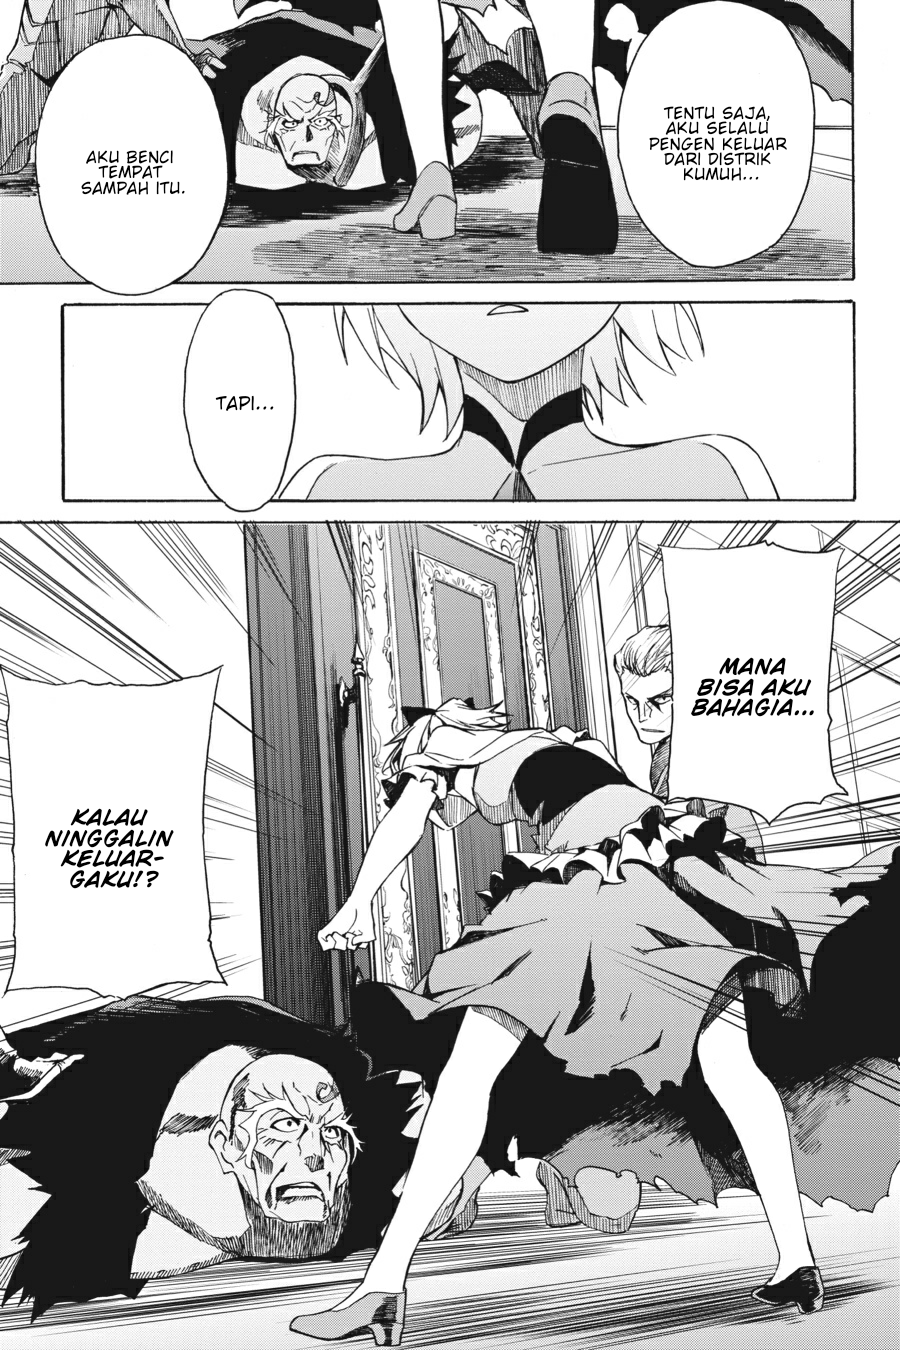 TENTU SAJA,
AKU SELALU
PENGEN KELUAR
DARI DISTRIK
KUMUH...
AKU BENCI
TEMPAT
SAMPAH ITU.
TAPI...
MANA
BISA AKU
BAHAGIA...
KALAU
NINGGALIN
KELUAR-
GAKU!?